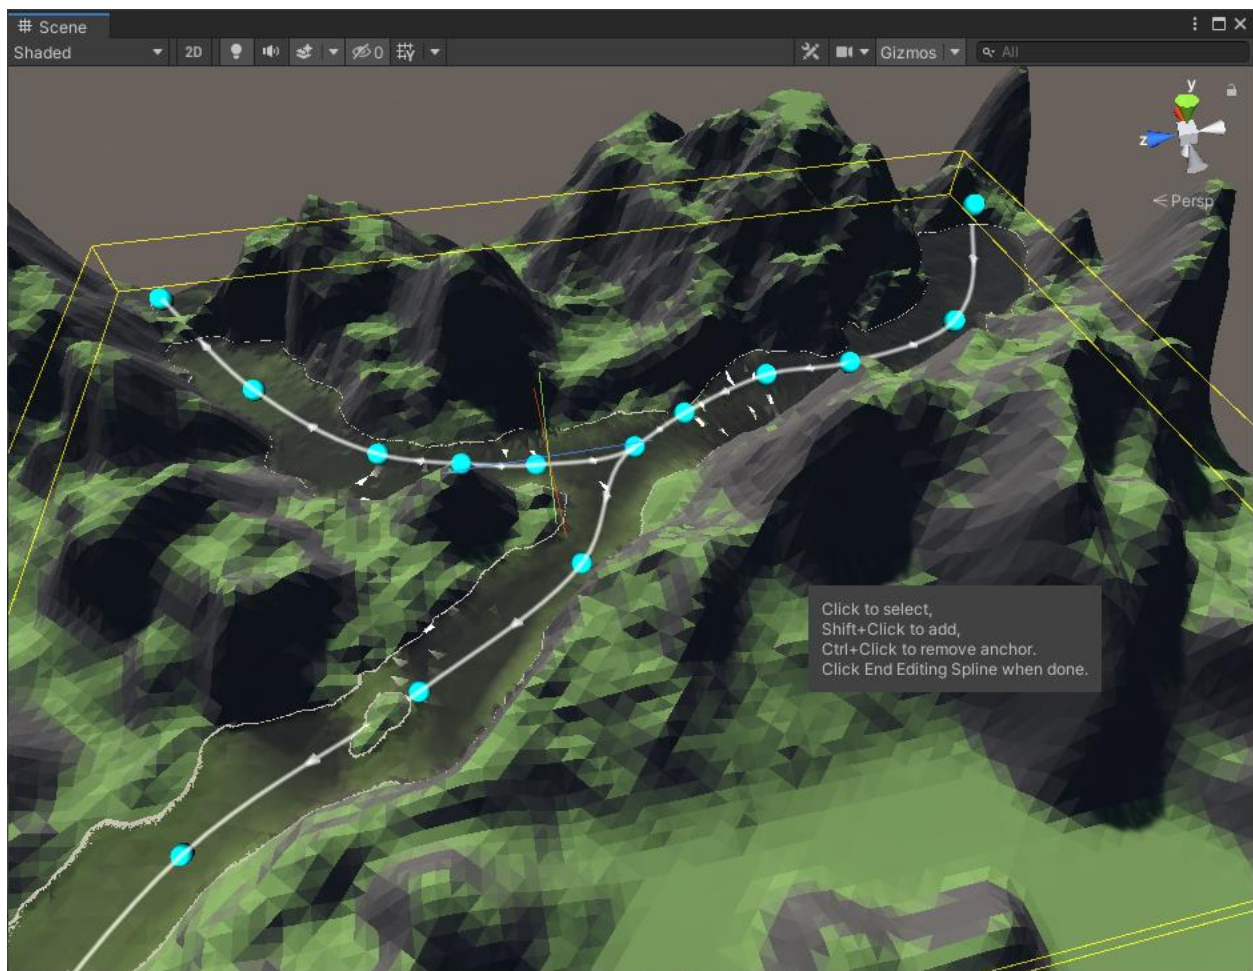 Scene
Shaded
2D
0
Gizmos
All
y
z
Persp
Click to select,
Shift+Click to add,
Ctrl+Click to remove anchor.
Click End Editing Spline when done.